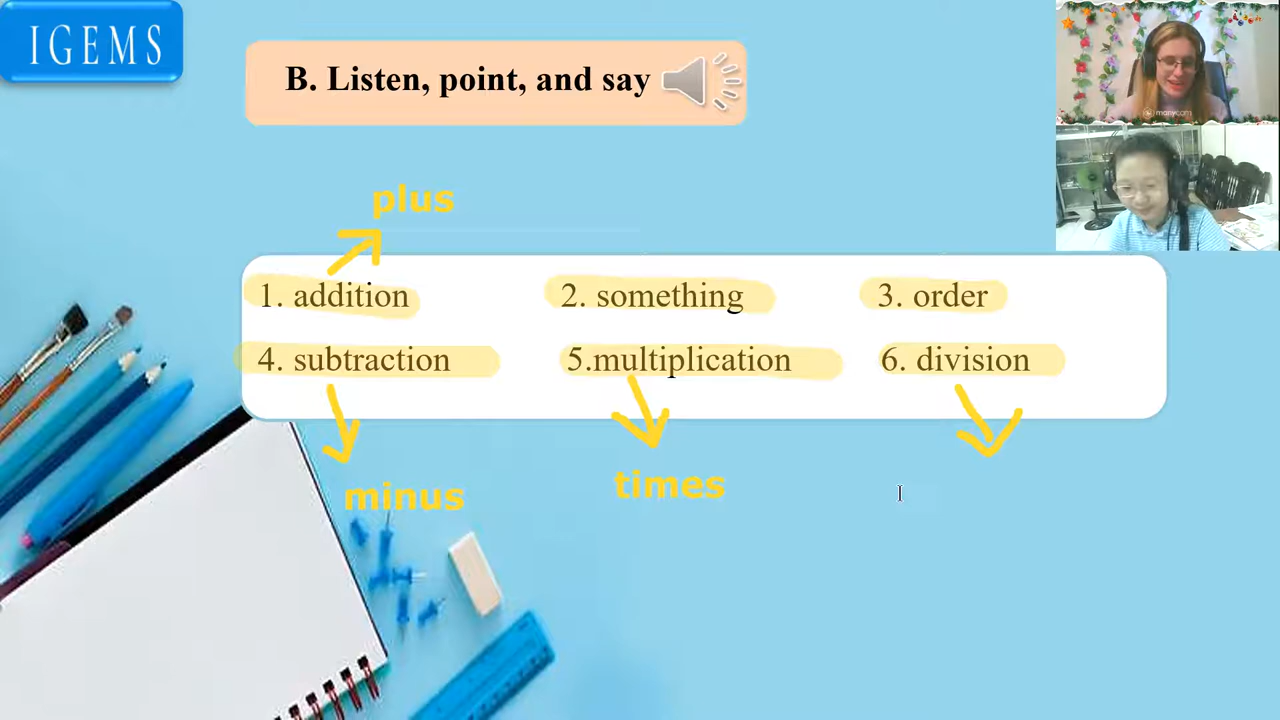 IGEMS
B. Listen, point, and say
plus
1. addition 2. something 3. order
4. subtraction 5.multiplication 6. division
minus times
manycam